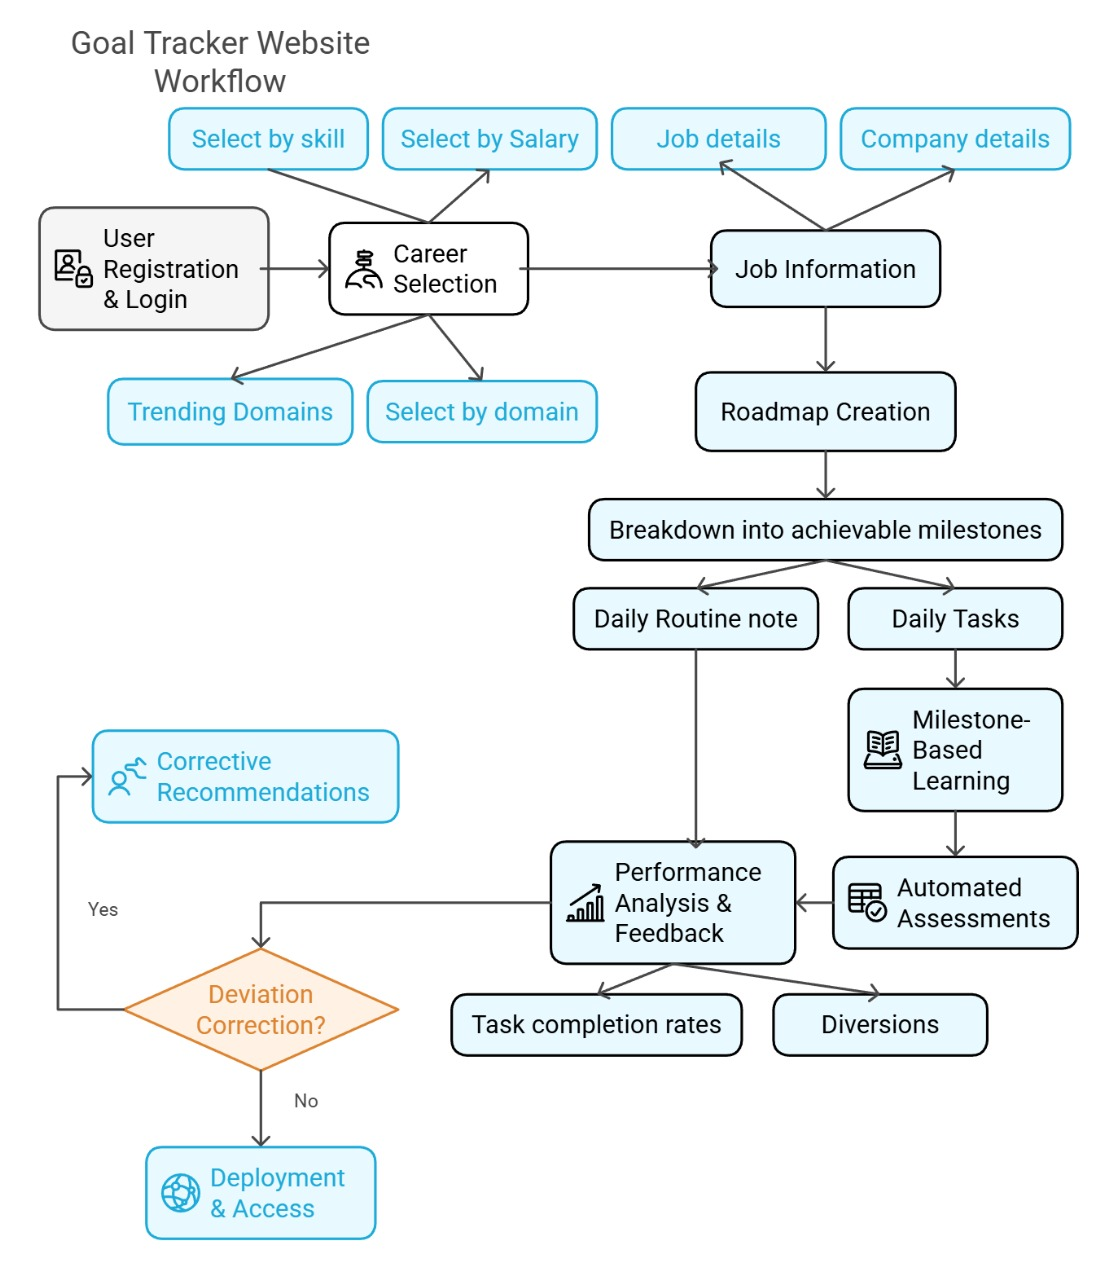 Goal Tracker Website
Workflow
Select by skill
Select by Salary
Job details
Company details
User
Registration
& Login
Career
Selection
Job Information
Trending Domains
Select by domain
Roadmap Creation
Breakdown into achievable milestones
Daily Routine note
Daily Tasks
Milestone-
Based
Learning
Corrective
Recommendations
Performance
Analysis &
Feedback
Automated
Assessments
Yes
Deviation
Correction?
Task completion rates
Diversions
No
Deployment
& Access